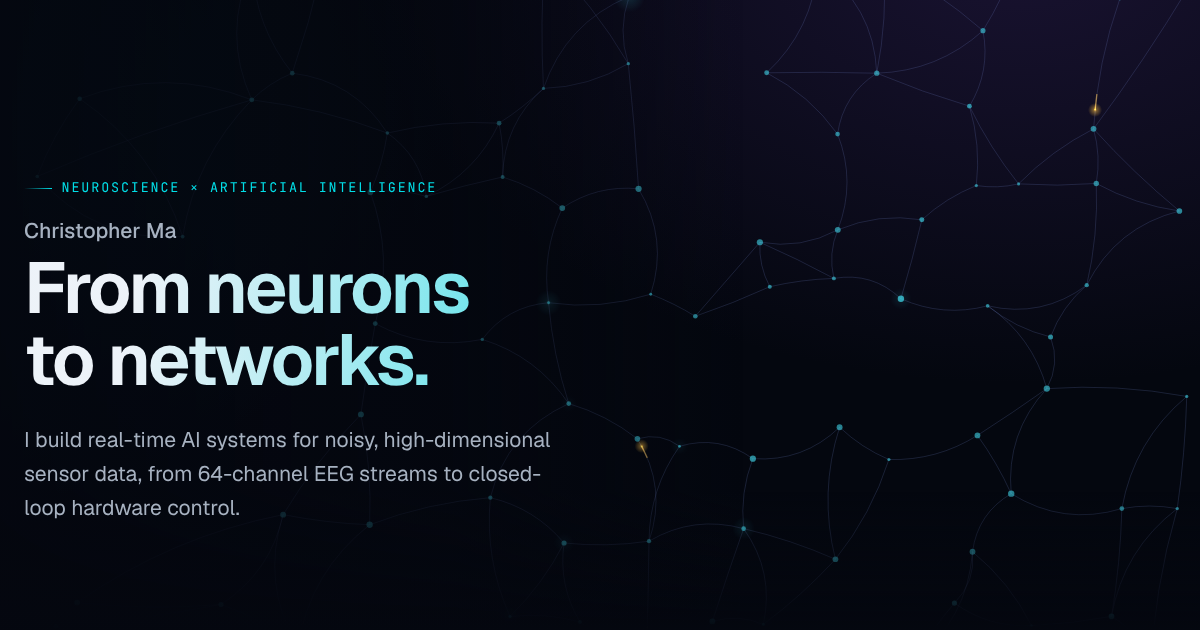 NEUROSCIENCE × ARTIFICIAL INTELLIGENCE
Christopher Ma
From neurons
to networks.
I build real-time AI systems for noisy, high-dimensional
sensor data, from 64-channel EEG streams to closed-
loop hardware control.